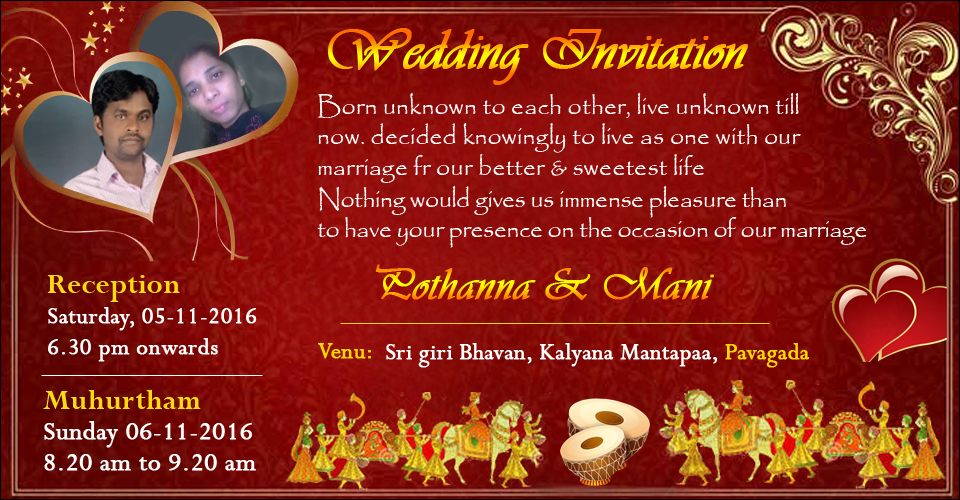 Wedding Invitation
Born unknown to each other, live unknown till
now. decided knowingly to live as one with our
marriage fr our better & sweetest life
Nothing would gives us immense pleasure than
to have your presence on the occasion of our marriage
Pothanna & Mani
Venu: Sri giri Bhavan, Kalyana Mantapaa, Pavagada
Reception
Saturday, 05-11-2016
6.30 pm onwards
Muhurtham
Sunday 06-11-2016
8.20 am to 9.20 am